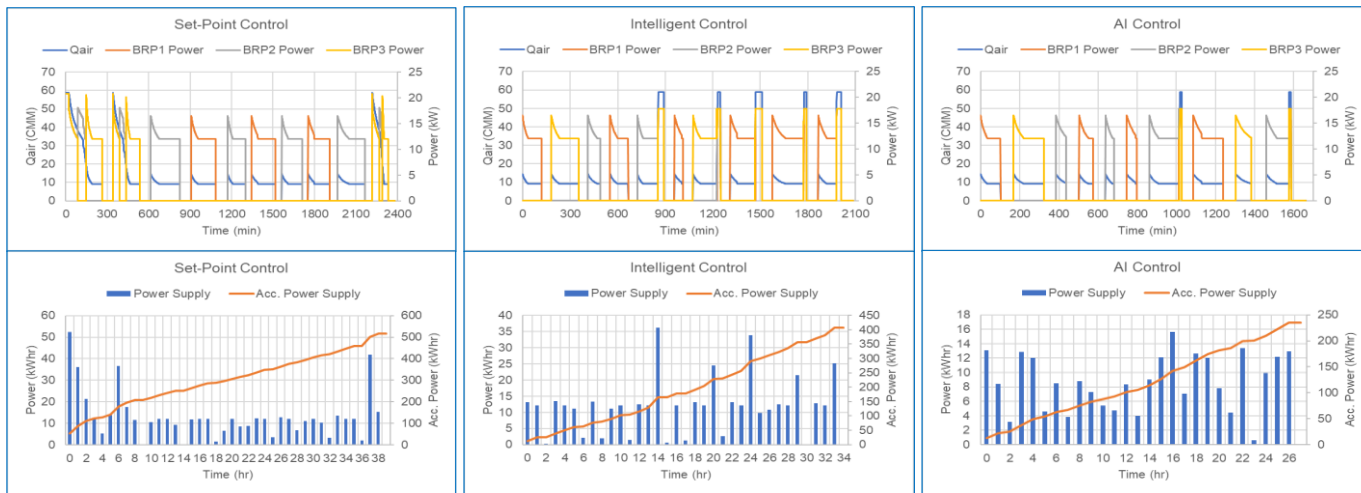 Set-Point Control
Qair BRP1 Power BRP2 Power BRP3 Power
70 60 50 40 30 20 10 0
Qair (CMM)
25 20 15 10 5 0
Power (kW)
0 300 600 900 1200 1500 1800 2100 2400
Time (min)
Intelligent Control
Qair BRP1 Power BRP2 Power BRP3 Power
70 60 50 40 30 20 10 0
Qair (CMM)
25 20 15 10 5 0
Power (kW)
0 300 600 900 1200 1500 1800 2100
Time (min)
AI Control
Qair BRP1 Power BRP2 Power BRP3 Power
70 60 50 40 30 20 10 0
Qair (CMM)
25 20 15 10 5 0
Power (kW)
0 200 400 600 800 1000 1200 1400 1600
Time (min)
Set-Point Control
Power Supply Acc. Power Supply
60 50 40 30 20 10 0
Power (kWhr)
600 500 400 300 200 100 0
Acc. Power (kWhr)
0 2 4 6 8 10 12 14 16 18 20 22 24 26 28 30 32 34 36 38
Time (hr)
Intelligent Control
Power Supply Acc. Power Supply
40 35 30 25 20 15 10 5 0
Power (kWhr)
450 400 350 300 250 200 150 100 50 0
Acc. Power (kWhr)
0 2 4 6 8 10 12 14 16 18 20 22 24 26 28 30 32 34
Time (hr)
AI Control
Power Supply Acc. Power Supply
18 16 14 12 10 8 6 4 2 0
Power (kWhr)
250 200 150 100 50 0
Acc. Power (kWhr)
0 2 4 6 8 10 12 14 16 18 20 22 24 26
Time (hr)